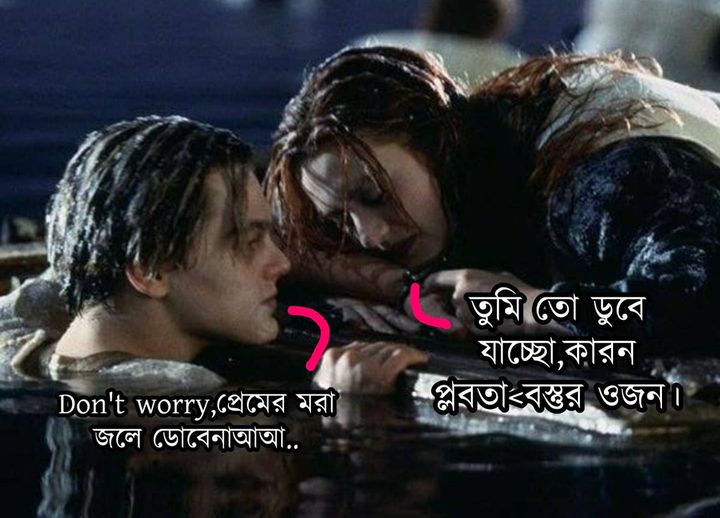 তুমি তো ডুবে
যাচ্ছো,কারন
প্লবতা<বস্তুর ওজন।
Don't worry,প্রেমের মরা
জলে ডোবেনাআআ..